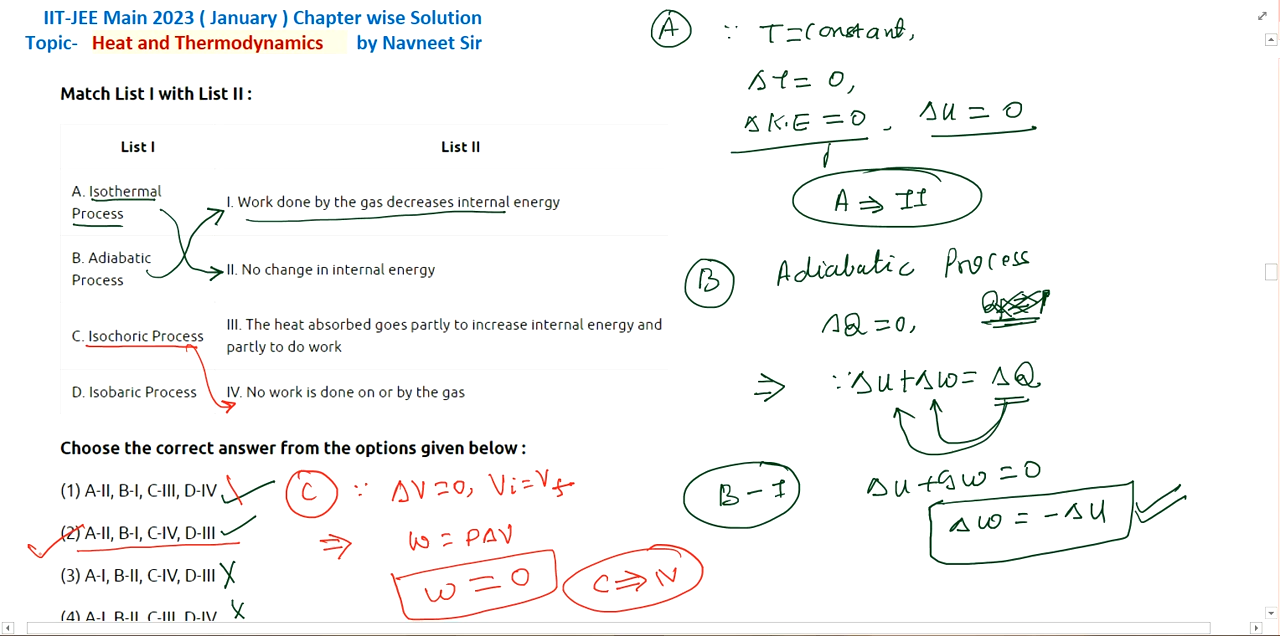 IIT-JEE Main 2023 ( January ) Chapter wise Solution
Topic- Heat and Thermodynamics by Navneet Sir
Match List I with List II :
List I List II
A. Isothermal Process I. Work done by the gas decreases internal energy
B. Adiabatic Process II. No change in internal energy
C. Isochoric Process III. The heat absorbed goes partly to increase internal energy and
partly to do work
D. Isobaric Process IV. No work is done on or by the gas
Choose the correct answer from the options given below :
(1) A-II, B-I, C-III, D-IV
(2) A-II, B-I, C-IV, D-III
(3) A-I, B-II, C-IV, D-III
(4) A-I, B-II, C-III, D-IV
A ∵ T = constant,
ΔT = 0,
ΔK.E = 0, ΔU = 0
A ⇒ II
B Adiabatic Process
ΔQ = 0,
⇒ ∵ ΔU + ΔW = ΔQ
ΔU + ΔW = 0
B - I
ΔW = -ΔU
C ∵ ΔV = 0, Vi = Vf
⇒ W = PΔV
W = 0
C ⇒ IV